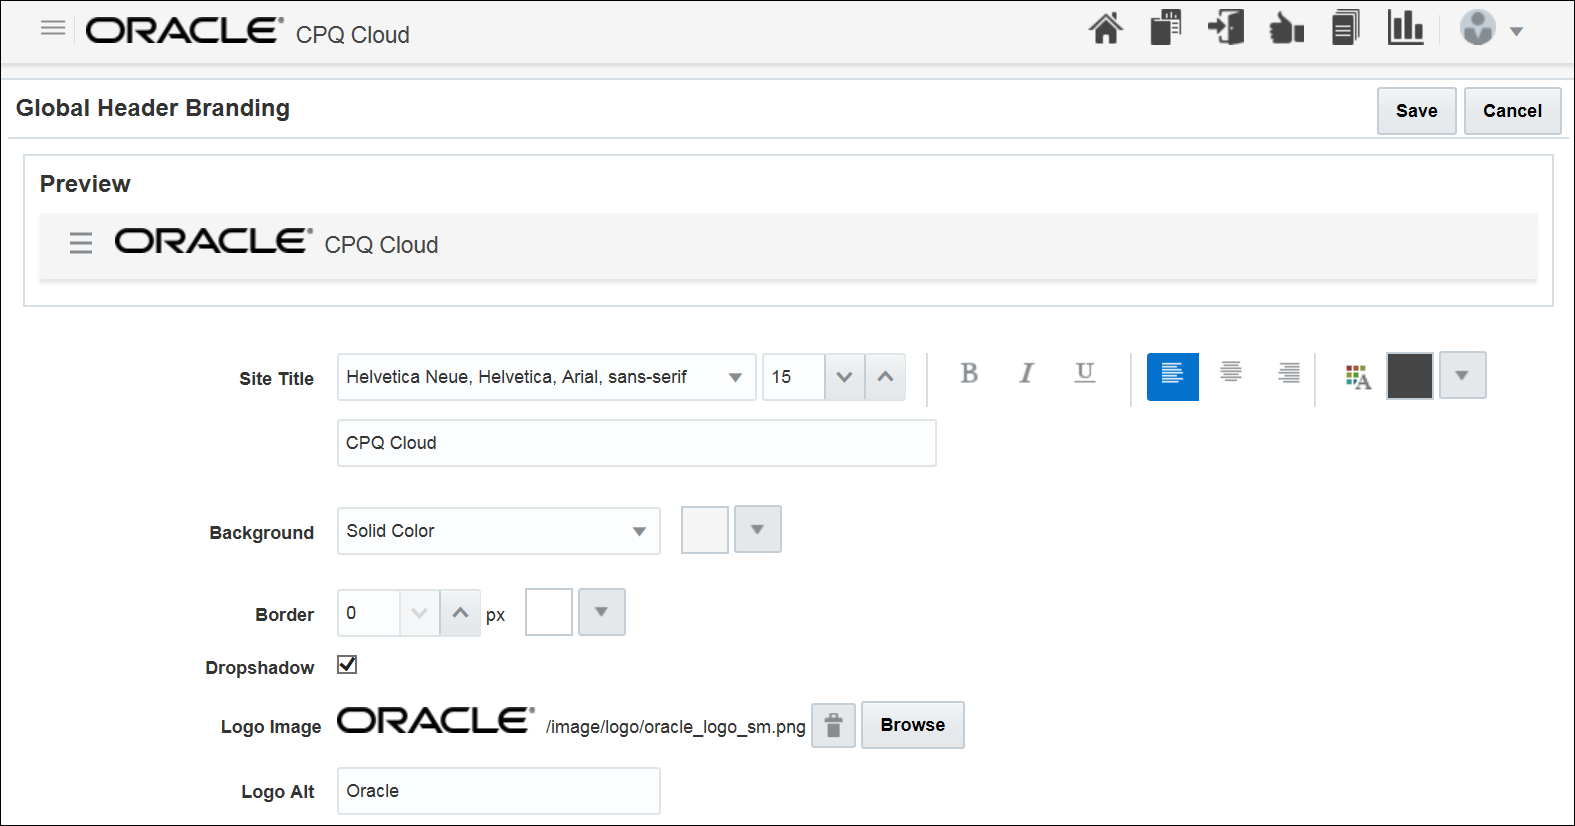 ORACLE® CPQ Cloud
Global Header Branding
Save Cancel
Preview
ORACLE® CPQ Cloud
Site Title Helvetica Neue, Helvetica, Arial, sans-serif 15 B I U A
CPQ Cloud
Background Solid Color
Border 0 px
Dropshadow
Logo Image ORACLE® /image/logo/oracle_logo_sm.png Browse
Logo Alt Oracle